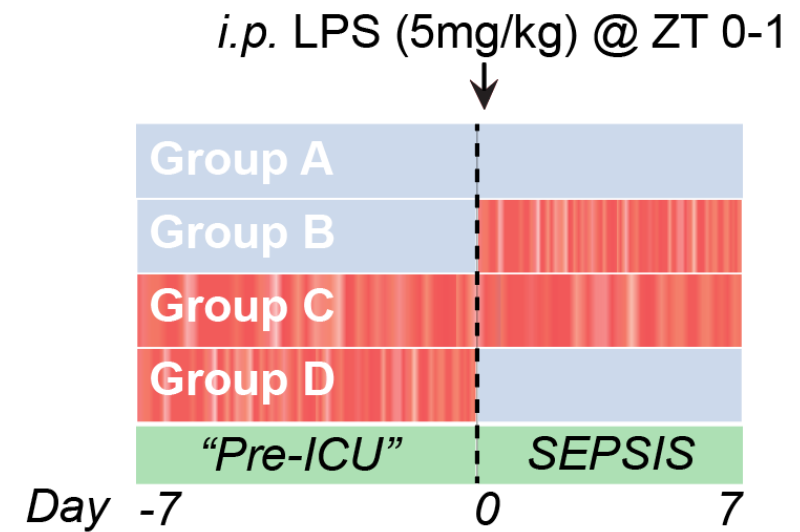 i.p. LPS (5mg/kg) @ ZT 0-1
Group A
Group B
Group C
Group D
“Pre-ICU” SEPSIS
Day -7 0 7